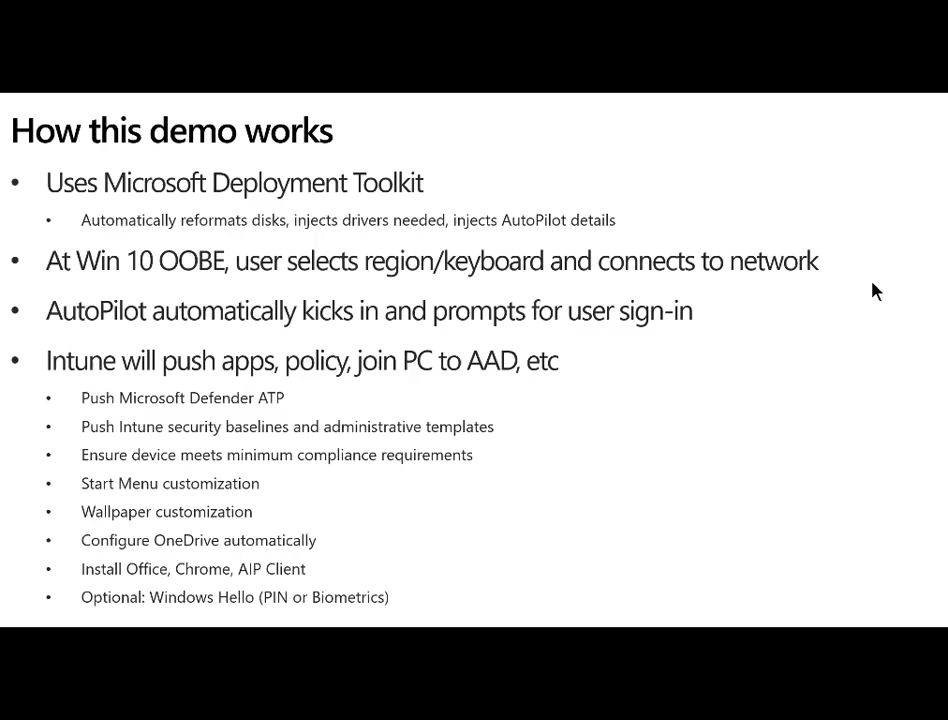 How this demo works
• Uses Microsoft Deployment Toolkit
• Automatically reformats disks, injects drivers needed, injects AutoPilot details
• At Win 10 OOBE, user selects region/keyboard and connects to network
• AutoPilot automatically kicks in and prompts for user sign-in
• Intune will push apps, policy, join PC to AAD, etc
• Push Microsoft Defender ATP
• Push Intune security baselines and administrative templates
• Ensure device meets minimum compliance requirements
• Start Menu customization
• Wallpaper customization
• Configure OneDrive automatically
• Install Office, Chrome, AIP Client
• Optional: Windows Hello (PIN or Biometrics)